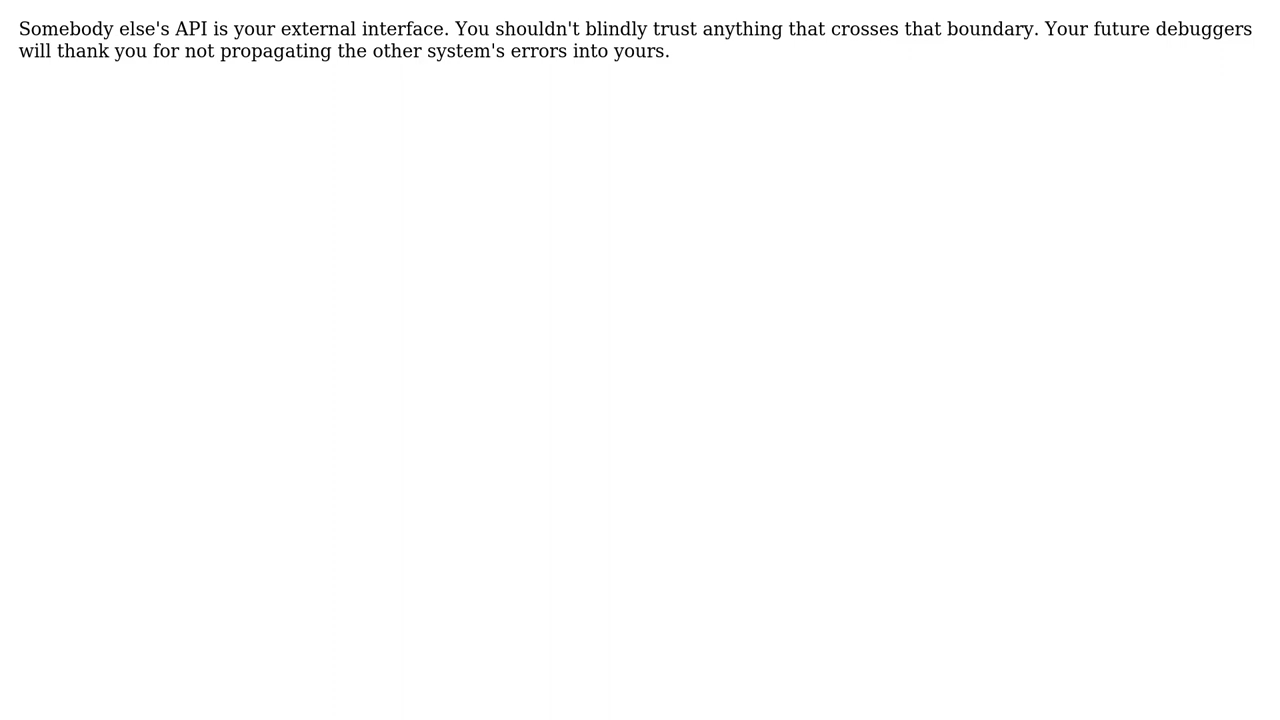 Somebody else's API is your external interface. You shouldn't blindly trust anything that crosses that boundary. Your future debuggers
will thank you for not propagating the other system's errors into yours.